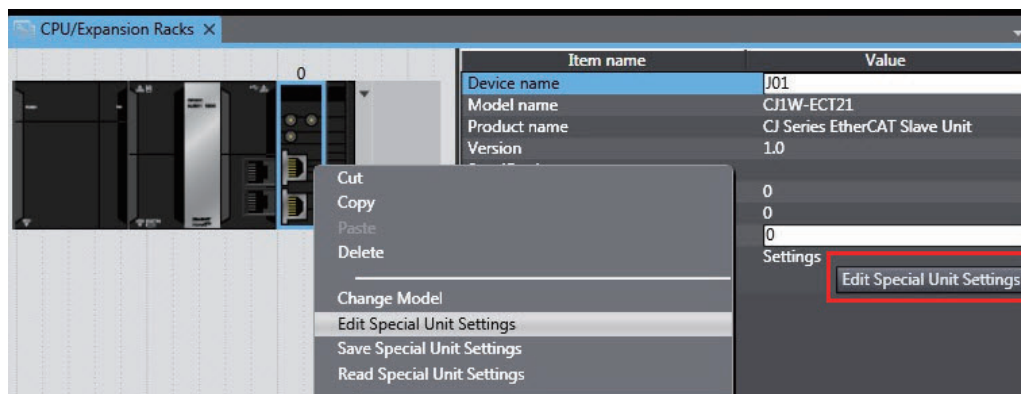 CPU/Expansion Racks
0
Item name Value
Device name J01
Model name CJ1W-ECT21
Product name CJ Series EtherCAT Slave Unit
Version 1.0
0
0
0
Settings
Edit Special Unit Settings
Cut
Copy
Paste
Delete
Change Model
Edit Special Unit Settings
Save Special Unit Settings
Read Special Unit Settings